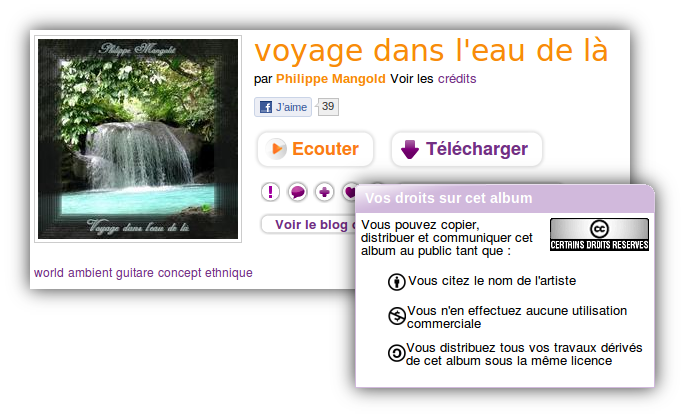 Philippe Mangold
Voyage dans l'eau de là
voyage dans l'eau de là
par Philippe Mangold Voir les crédits
J'aime 39
Ecouter Télécharger
Voir le blog
world ambient guitare concept ethnique
Vos droits sur cet album
Vous pouvez copier,
distribuer et communiquer cet
album au public tant que :
cc
CERTAINS DROITS RESERVES
Vous citez le nom de l'artiste
Vous n'en effectuez aucune utilisation
commerciale
Vous distribuez tous vos travaux dérivés
de cet album sous la même licence